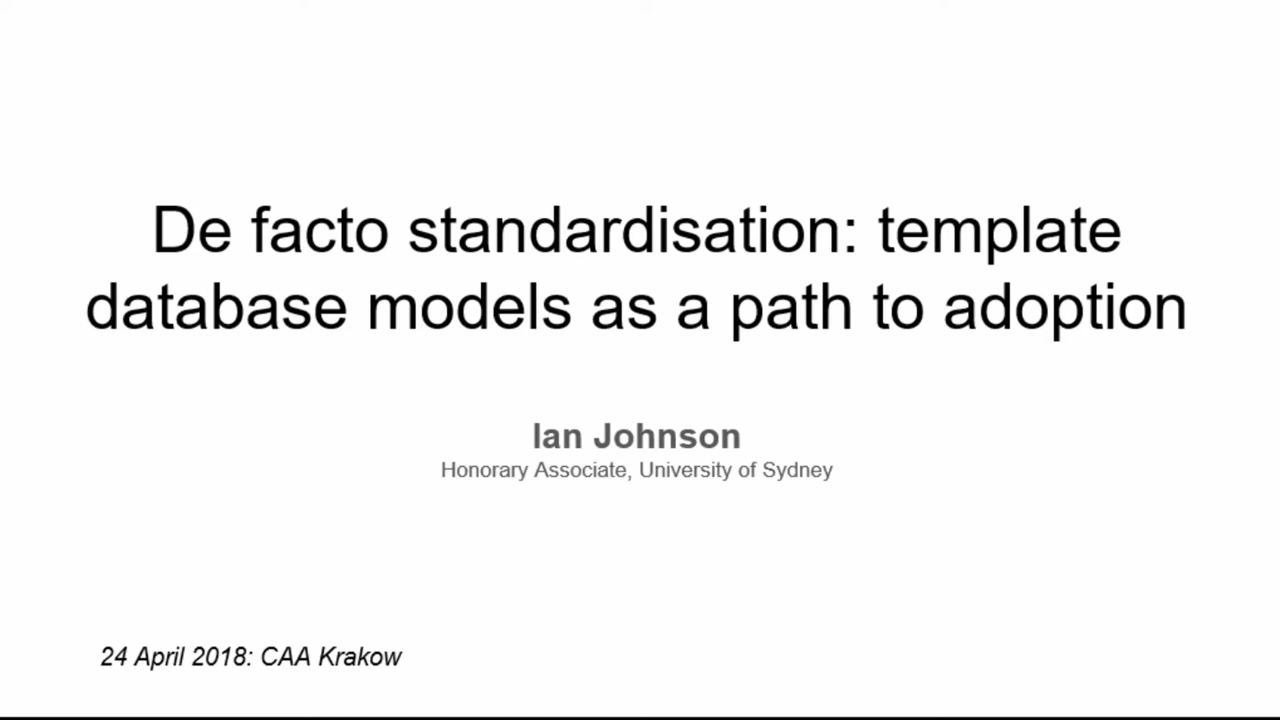 De facto standardisation: template
database models as a path to adoption
Ian Johnson
Honorary Associate, University of Sydney
24 April 2018: CAA Krakow